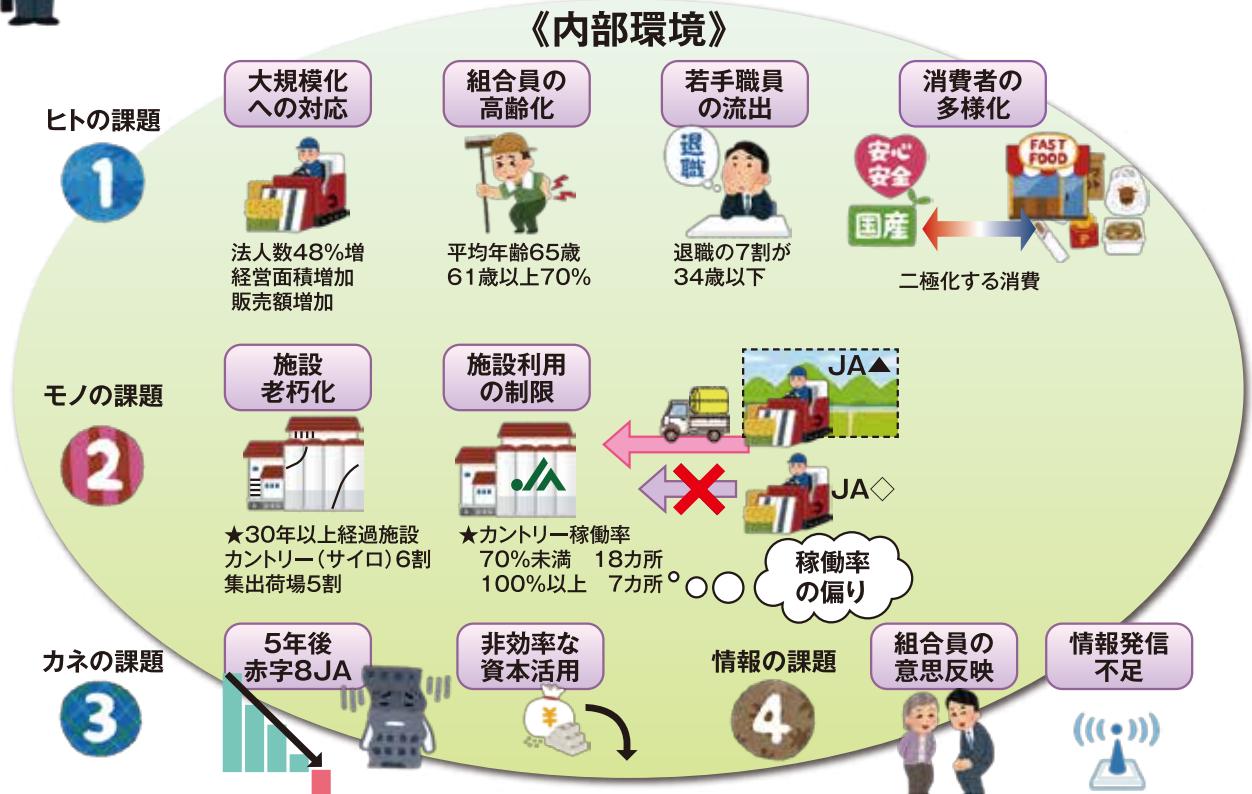 《内部環境》
ヒトの課題
1
大規模化
への対応
法人数48%増
経営面積増加
販売額増加
組合員の
高齢化
平均年齢65歳
61歳以上70%
若手職員
の流出
退職
退職の7割が
34歳以下
消費者の
多様化
安心
安全
国産
FAST
FOOD
二極化する消費
モノの課題
2
施設
老朽化
★30年以上経過施設
カントリー(サイロ)6割
集出荷場5割
施設利用
の制限
JA
★カントリー稼働率
70%未満 18カ所
100%以上 7カ所
JA▲
JA◇
稼働率
の偏り
カネの課題
3
5年後
赤字8JA
非効率な
資本活用
¥
情報の課題
4
組合員の
意思反映
情報発信
不足